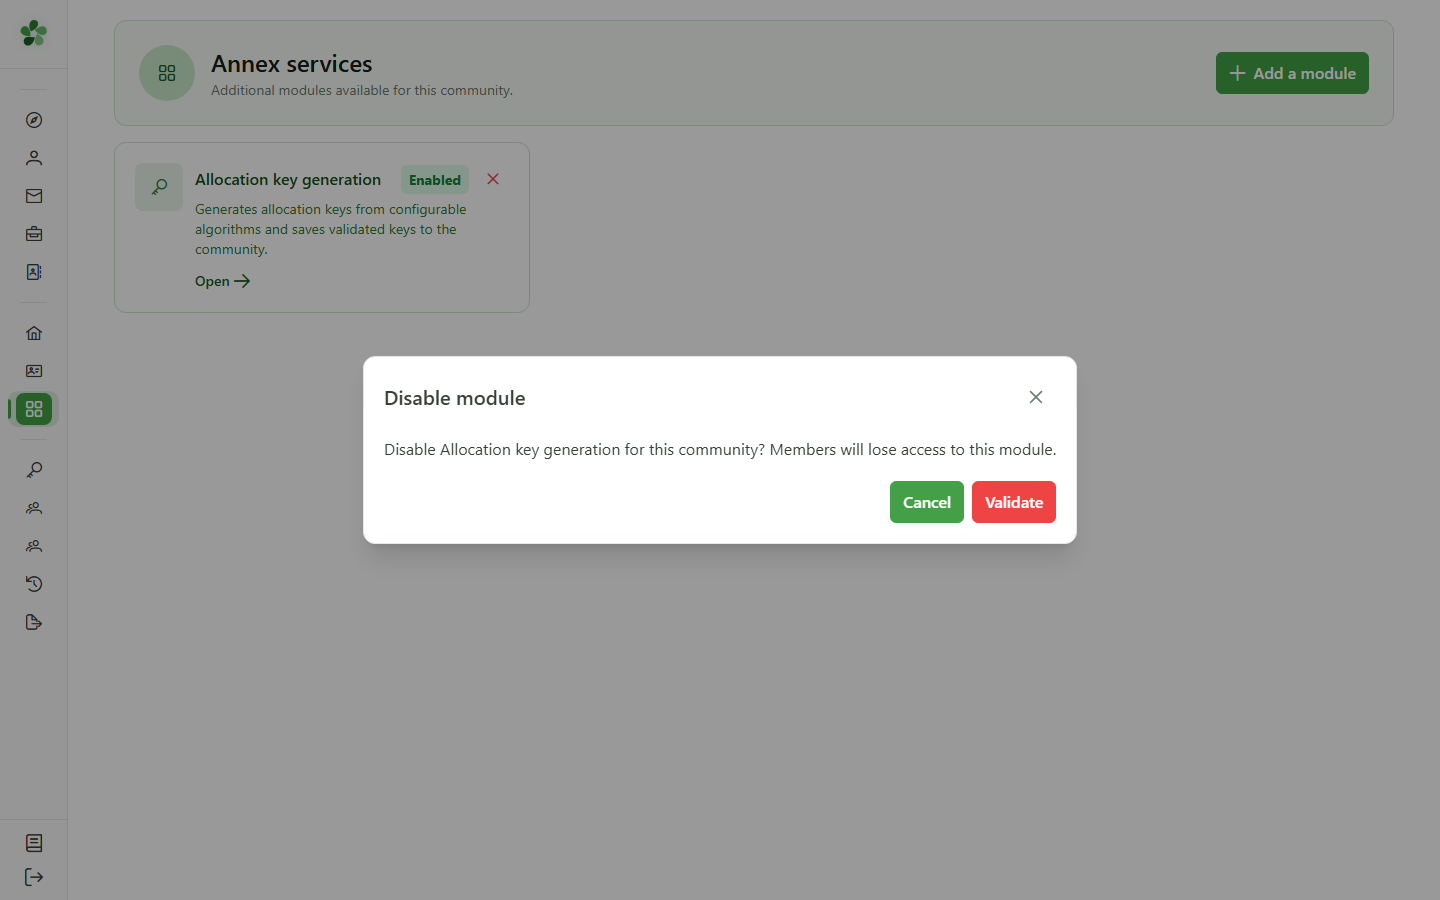 Annex services
Additional modules available for this community.
Add a module
Allocation key generation
Enabled
Generates allocation keys from configurable
algorithms and saves validated keys to the
community.
Open
Disable module
Disable Allocation key generation for this community? Members will lose access to this module.
Cancel
Validate